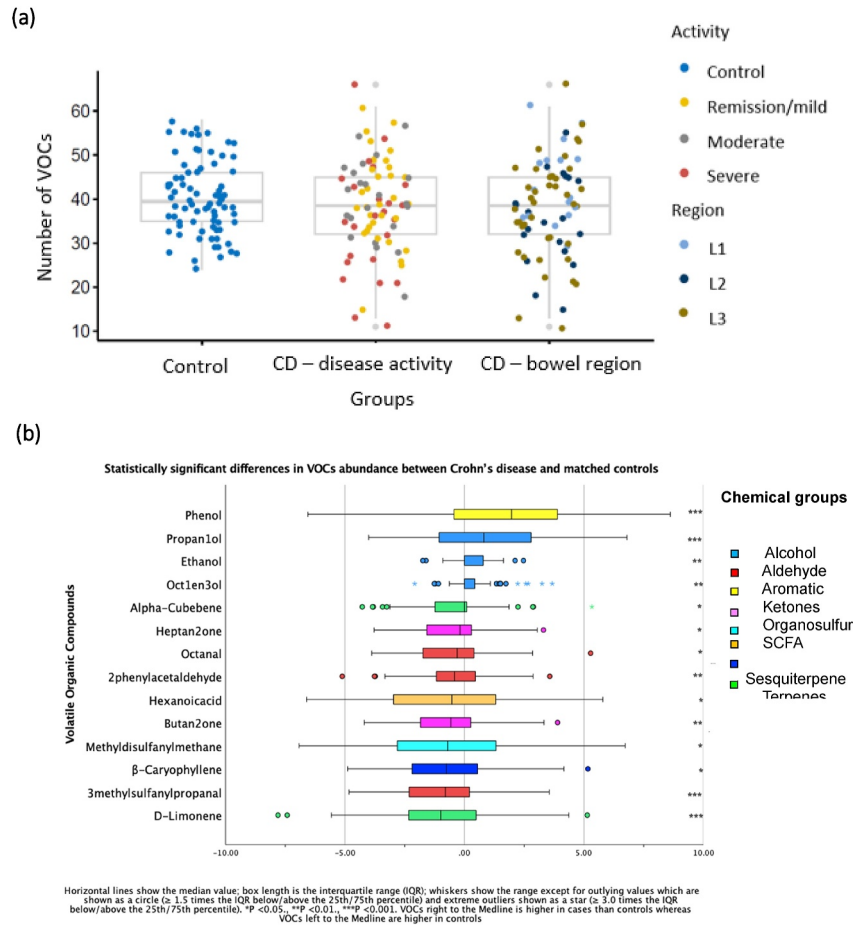 (a)
Activity
Control
Remission/mild
Moderate
Severe
Region
L1
L2
L3
Number of VOCs
60
50
40
30
20
10
Control
CD – disease activity
CD – bowel region
Groups
(b)
Statistically significant differences in VOCs abundance between Crohn's disease and matched controls
Volatile Organic Compounds
Phenol ***
Propan1ol ***
Ethanol **
Oct1en3ol **
Alpha-Cubebene *
Heptan2one *
Octanal *
2phenylacetaldehyde **
Hexanoicacid *
Butan2one **
Methyldisulfanylmethane *
β-Caryophyllene *
3methylsulfanylpropanal ***
D-Limonene ***
-10.00 -5.00 .00 5.00 10.00
Chemical groups
Alcohol
Aldehyde
Aromatic
Ketones
Organosulfur
SCFA
Sesquiterpene
Terpenes
Horizontal lines show the median value; box length is the interquartile range (IQR); whiskers show the range except for outlying values which are
shown as a circle (≥ 1.5 times the IQR below/above the 25th/75th percentile) and extreme outliers shown as a star (≥ 3.0 times the IQR
below/above the 25th/75th percentile). *P <0.05., **P <0.01., ***P <0.001. VOCs right to the Medline is higher in cases than controls whereas
VOCs left to the Medline are higher in controls